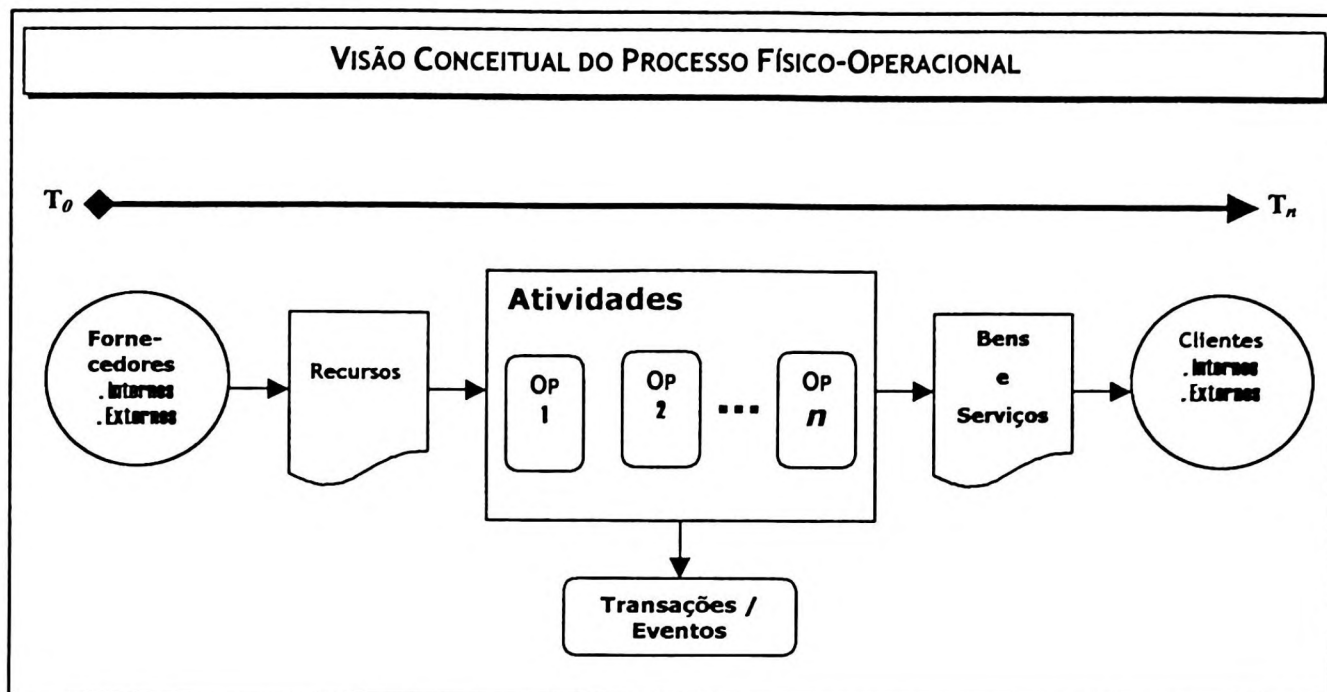 VISÃO CONCEITUAL DO PROCESSO FÍSICO-OPERACIONAL
T0
Tn
Forne-
cedores
. Internos
. Externos
Recursos
Atividades
OP
1
OP
2
...
OP
n
Bens
e
Serviços
Clientes
. Internos
. Externos
Transações /
Eventos